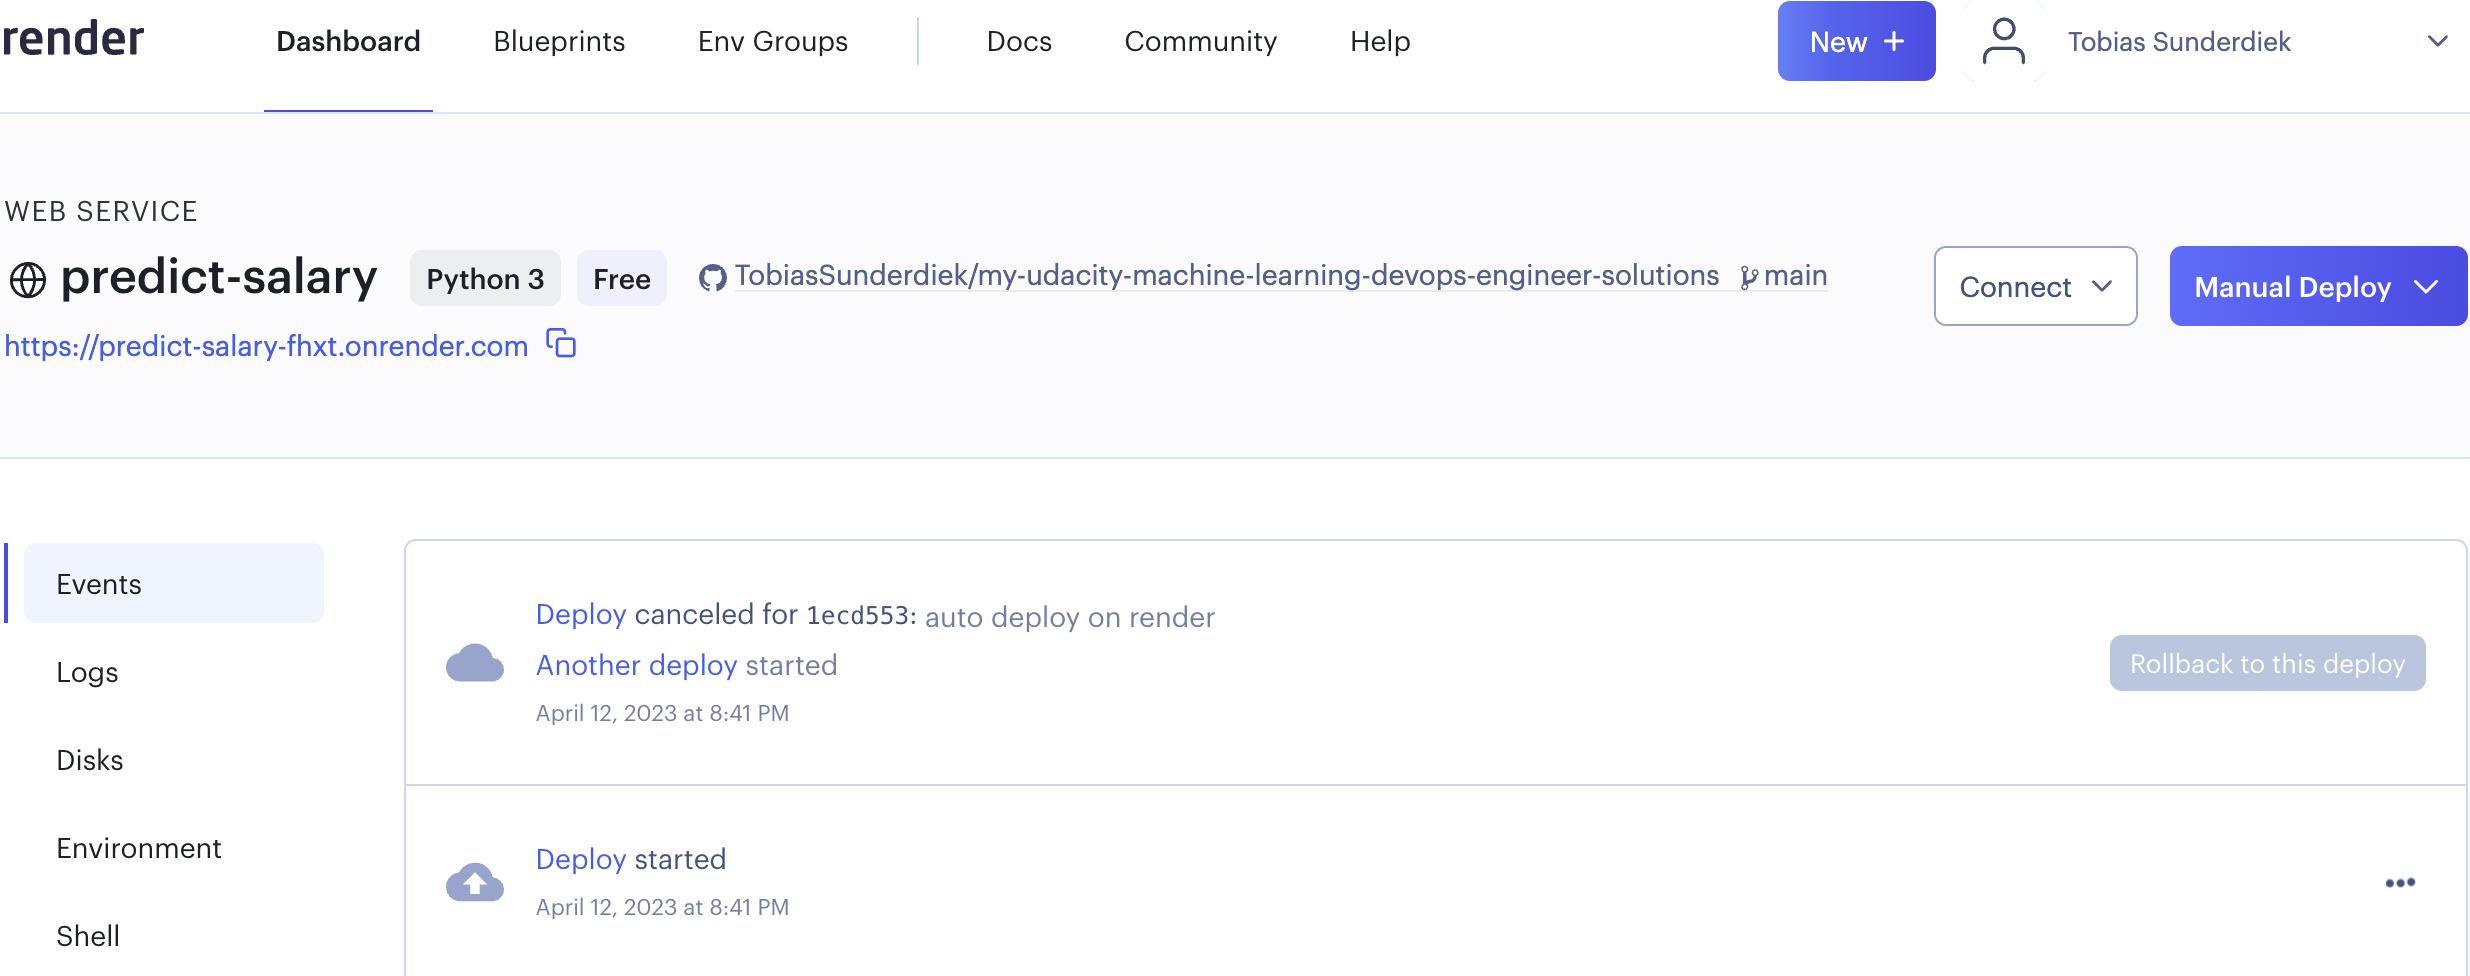 render Dashboard Blueprints Env Groups Docs Community Help New + Tobias Sunderdiek
WEB SERVICE
predict-salary Python 3 Free TobiasSunderdiek/my-udacity-machine-learning-devops-engineer-solutions main Connect Manual Deploy
https://predict-salary-fhxt.onrender.com
Events
Logs
Disks
Environment
Shell
Deploy canceled for 1ecd553: auto deploy on render
Another deploy started
April 12, 2023 at 8:41 PM
Rollback to this deploy
Deploy started
April 12, 2023 at 8:41 PM